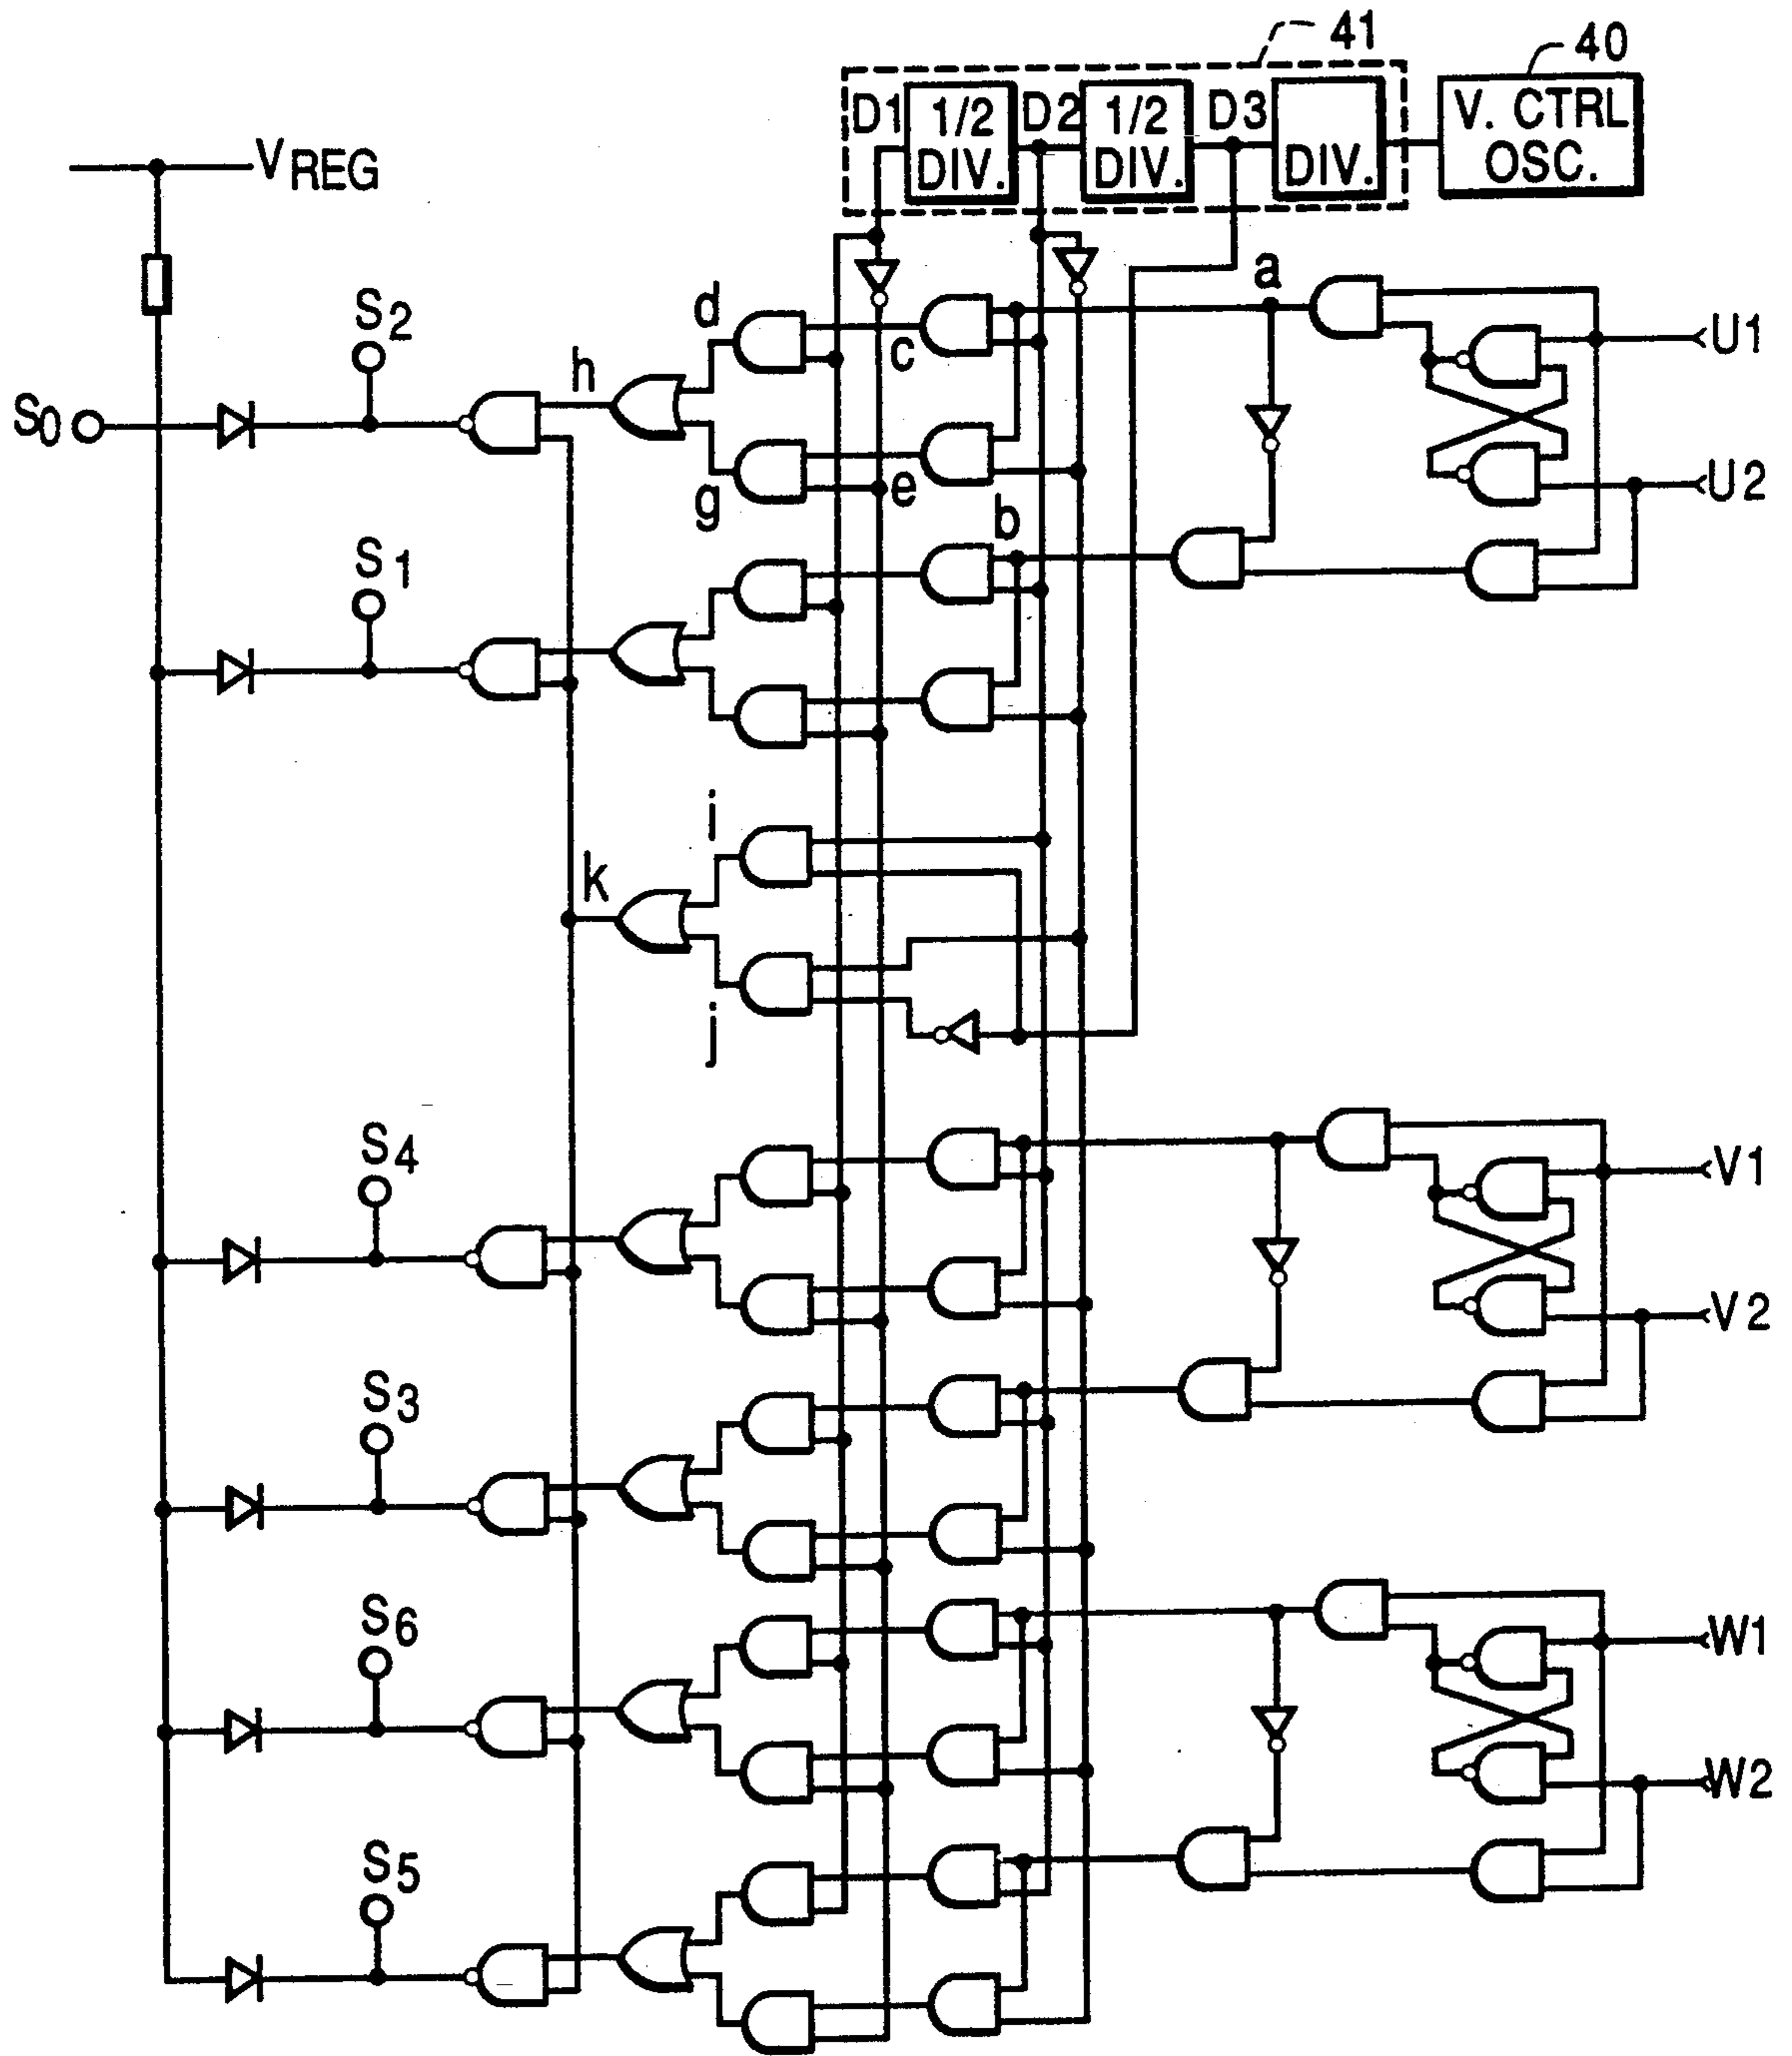 41
40
D1
1/2
DIV.
D2
1/2
DIV.
D3
DIV.
V. CTRL
OSC.
VREG
a
d
S2
h
c
U1
S0
g
e
b
U2
S1
i
k
j
S4
V1
V2
S3
S6
W1
W2
S5